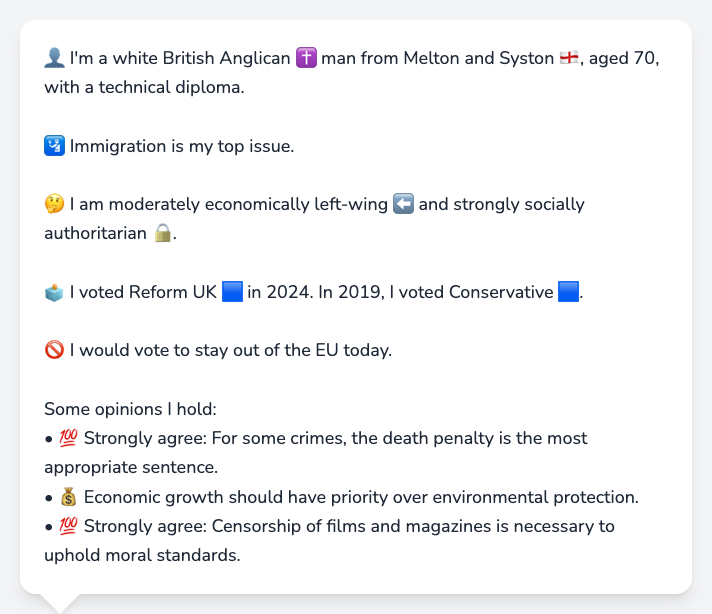 👤 I'm a white British Anglican ✝️ man from Melton and Syston 🏴󠁧󠁢󠁥󠁮󠁧󠁿, aged 70,
with a technical diploma.
🛂 Immigration is my top issue.
🤔 I am moderately economically left-wing ⬅️ and strongly socially
authoritarian 🔒.
🗳️ I voted Reform UK 🟦 in 2024. In 2019, I voted Conservative 🟦.
🚫 I would vote to stay out of the EU today.
Some opinions I hold:
• 💯 Strongly agree: For some crimes, the death penalty is the most
appropriate sentence.
• 💰 Economic growth should have priority over environmental protection.
• 💯 Strongly agree: Censorship of films and magazines is necessary to
uphold moral standards.